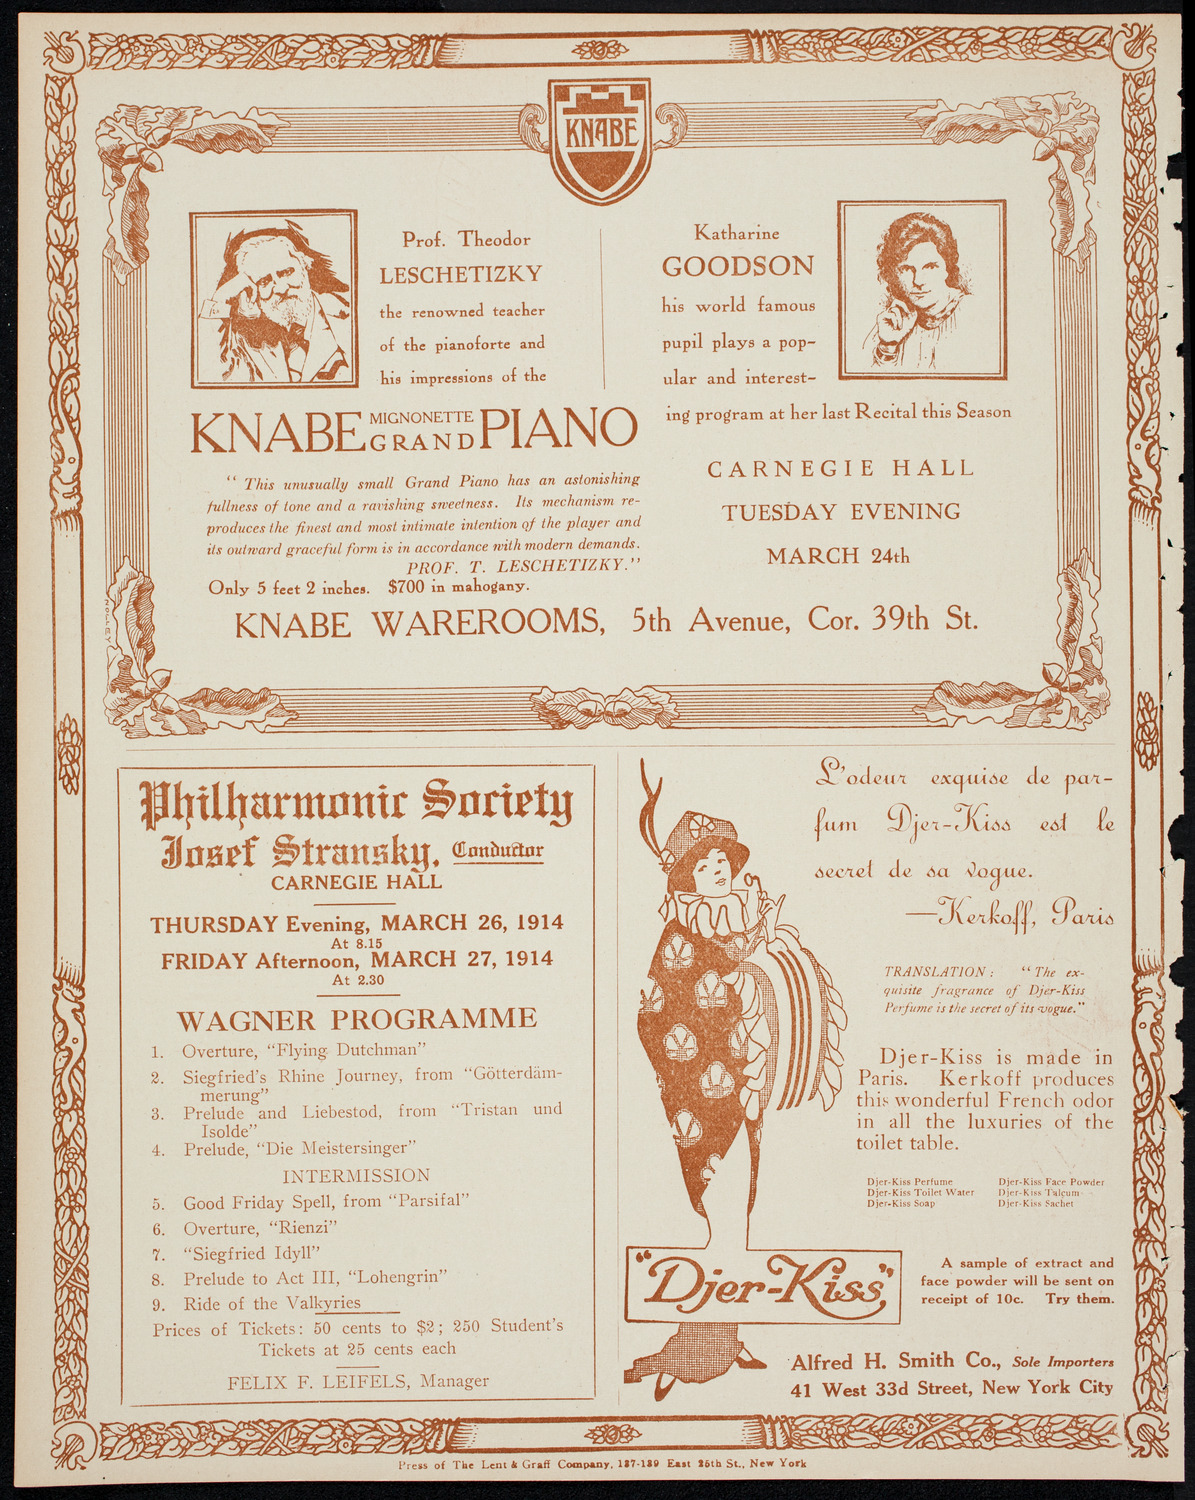 KNABE
Prof. Theodor
LESCHETIZKY
the renowned teacher
of the pianoforte and
his impressions of the
KNABE MIGNONETTE GRAND PIANO
“ This unusually small Grand Piano has an astonishing
fullness of tone and a ravishing sweetness. Its mechanism re-
produces the finest and most intimate intention of the player and
its outward graceful form is in accordance with modern demands.
PROF. T. LESCHETIZKY.”
Only 5 feet 2 inches. $700 in mahogany.
Katharine
GOODSON
his world famous
pupil plays a pop-
ular and interest-
ing program at her last Recital this Season
CARNEGIE HALL
TUESDAY EVENING
MARCH 24th
KNABE WAREROOMS, 5th Avenue, Cor. 39th St.
NOLLEY
Philharmonic Society
Josef Stransky, Conductor
CARNEGIE HALL
THURSDAY Evening, MARCH 26, 1914
At 8.15
FRIDAY Afternoon, MARCH 27, 1914
At 2.30
WAGNER PROGRAMME
1. Overture, “Flying Dutchman”
2. Siegfried’s Rhine Journey, from “Götterdäm-
merung”
3. Prelude and Liebestod, from “Tristan und
Isolde”
4. Prelude, “Die Meistersinger”
INTERMISSION
5. Good Friday Spell, from “Parsifal”
6. Overture, “Rienzi”
7. “Siegfried Idyll”
8. Prelude to Act III, “Lohengrin”
9. Ride of the Valkyries
Prices of Tickets: 50 cents to $2; 250 Student’s
Tickets at 25 cents each
FELIX F. LEIFELS, Manager
L’odeur exquise de par-
fum Djer-Kiss est le
secret de sa vogue.
—Kerkoff, Paris
TRANSLATION: “The ex-
quisite fragrance of Djer-Kiss
Perfume is the secret of its vogue.”
Djer-Kiss is made in
Paris. Kerkoff produces
this wonderful French odor
in all the luxuries of the
toilet table.
Djer-Kiss Perfume
Djer-Kiss Toilet Water
Djer-Kiss Soap
Djer-Kiss Face Powder
Djer-Kiss Talcum
Djer-Kiss Sachet
“Djer-Kiss”
A sample of extract and
face powder will be sent on
receipt of 10c. Try them.
Alfred H. Smith Co., Sole Importers
41 West 33d Street, New York City
Press of The Lent & Graff Company, 137-139 East 25th St., New York